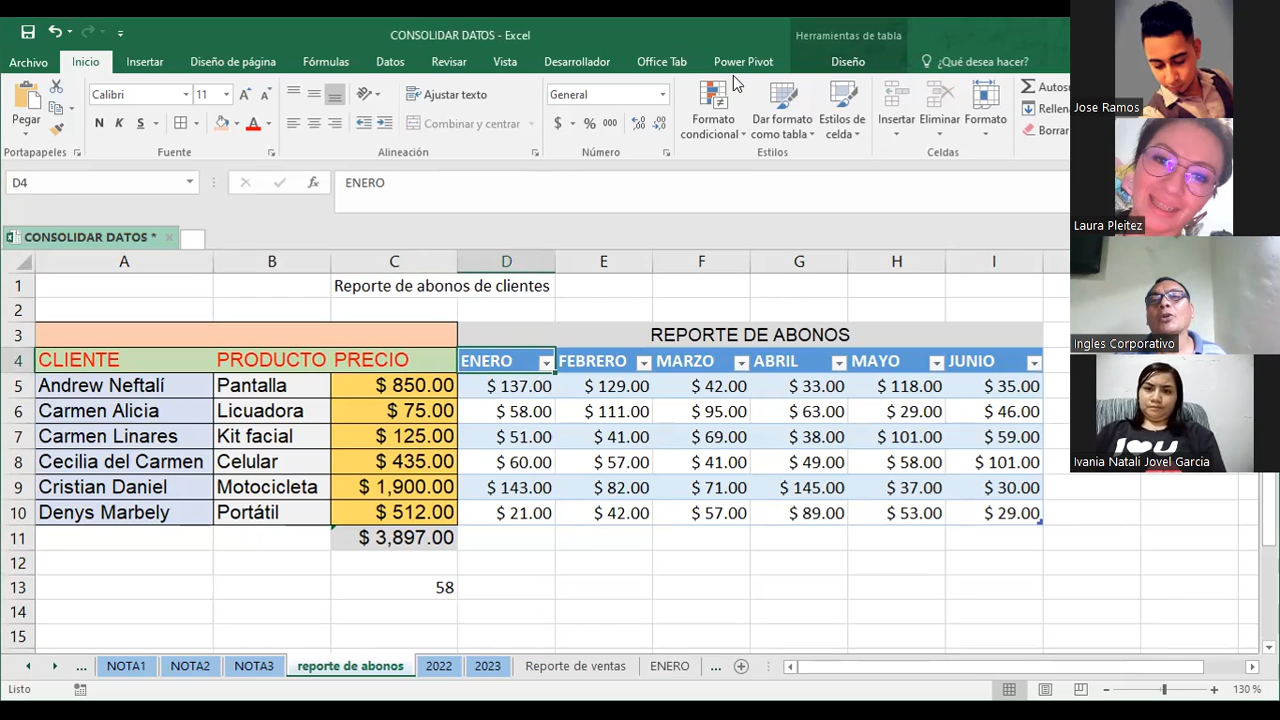 CONSOLIDAR DATOS - Excel
Herramientas de tabla
Archivo Inicio Insertar Diseño de página Fórmulas Datos Revisar Vista Desarrollador Office Tab Power Pivot Diseño ¿Qué desea hacer?
Pegar
Calibri 11
N K S
Ajustar texto
Combinar y centrar
General
$ % 000
Formato condicional
Dar formato como tabla
Estilos de celda
Insertar Eliminar Formato
Autos
Rellen
Borrar
Portapapeles Fuente Alineación Número Estilos Celdas
D4 fx ENERO
CONSOLIDAR DATOS *
A B C D E F G H I
1 Reporte de abonos de clientes
2
3 REPORTE DE ABONOS
4 CLIENTE PRODUCTO PRECIO ENERO FEBRERO MARZO ABRIL MAYO JUNIO
5 Andrew Neftalí Pantalla $ 850.00 $ 137.00 $ 129.00 $ 42.00 $ 33.00 $ 118.00 $ 35.00
6 Carmen Alicia Licuadora $ 75.00 $ 58.00 $ 111.00 $ 95.00 $ 63.00 $ 29.00 $ 46.00
7 Carmen Linares Kit facial $ 125.00 $ 51.00 $ 41.00 $ 69.00 $ 38.00 $ 101.00 $ 59.00
8 Cecilia del Carmen Celular $ 435.00 $ 60.00 $ 57.00 $ 41.00 $ 49.00 $ 58.00 $ 101.00
9 Cristian Daniel Motocicleta $ 1,900.00 $ 143.00 $ 82.00 $ 71.00 $ 145.00 $ 37.00 $ 30.00
10 Denys Marbely Portátil $ 512.00 $ 21.00 $ 42.00 $ 57.00 $ 89.00 $ 53.00 $ 29.00
11 $ 3,897.00
12
13 58
14
15
... NOTA1 NOTA2 NOTA3 reporte de abonos 2022 2023 Reporte de ventas ENERO ...
Listo 130 %
Jose Ramos
Laura Pleitez
Ingles Corporativo
I LOU
Ivania Natali Jovel Garcia